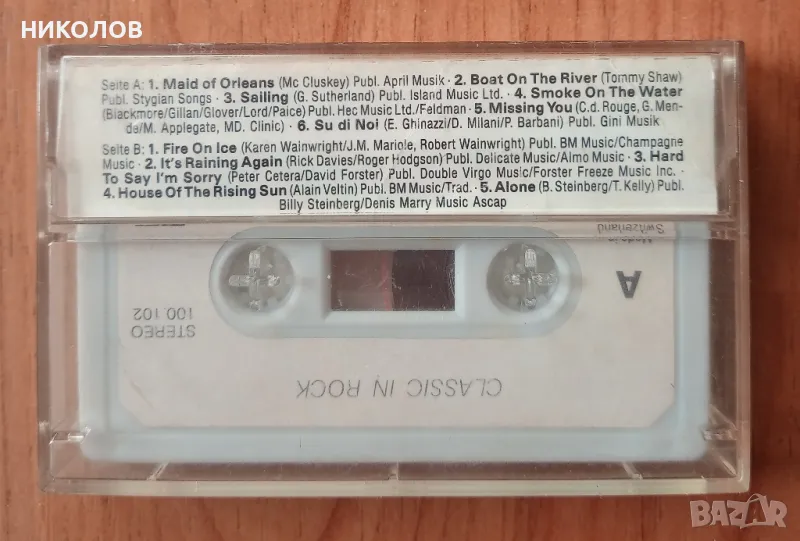 НИКОЛОВ
Seite A: 1. Maid of Orleans (Mc Cluskey) Publ. April Musik · 2. Boat On The River (Tommy Shaw)
Publ. Stygian Songs · 3. Sailing (G. Sutherland) Publ. Island Music Ltd. · 4. Smoke On The Water
(Blackmore/Gillan/Glover/Lord/Paice) Publ. Hec Music Ltd./Feldman · 5. Missing You (C.d. Rouge, G. Men-
de/M. Applegate, MD. Clinic) · 6. Su di Noi (E. Ghinazzi/D. Milani/P. Barbani) Publ. Gini Musik
Seite B: 1. Fire On Ice (Karen Wainwright/J.M. Mariole, Robert Wainwright) Publ. BM Music/Champagne
Music · 2. It's Raining Again (Rick Davies/Roger Hodgson) Publ. Delicate Music/Almo Music · 3. Hard
To Say I'm Sorry (Peter Cetera/David Forster) Publ. Double Virgo Music/Forster Freeze Music Inc. ·
4. House Of The Rising Sun (Alain Veltin) Publ. BM Music/Trad. · 5. Alone (B. Steinberg/T. Kelly) Publ.
Billy Steinberg/Denis Marry Music Ascap
Made in
Switzerland
A
STEREO
100 102
CLASSIC IN ROCK
BAZAR